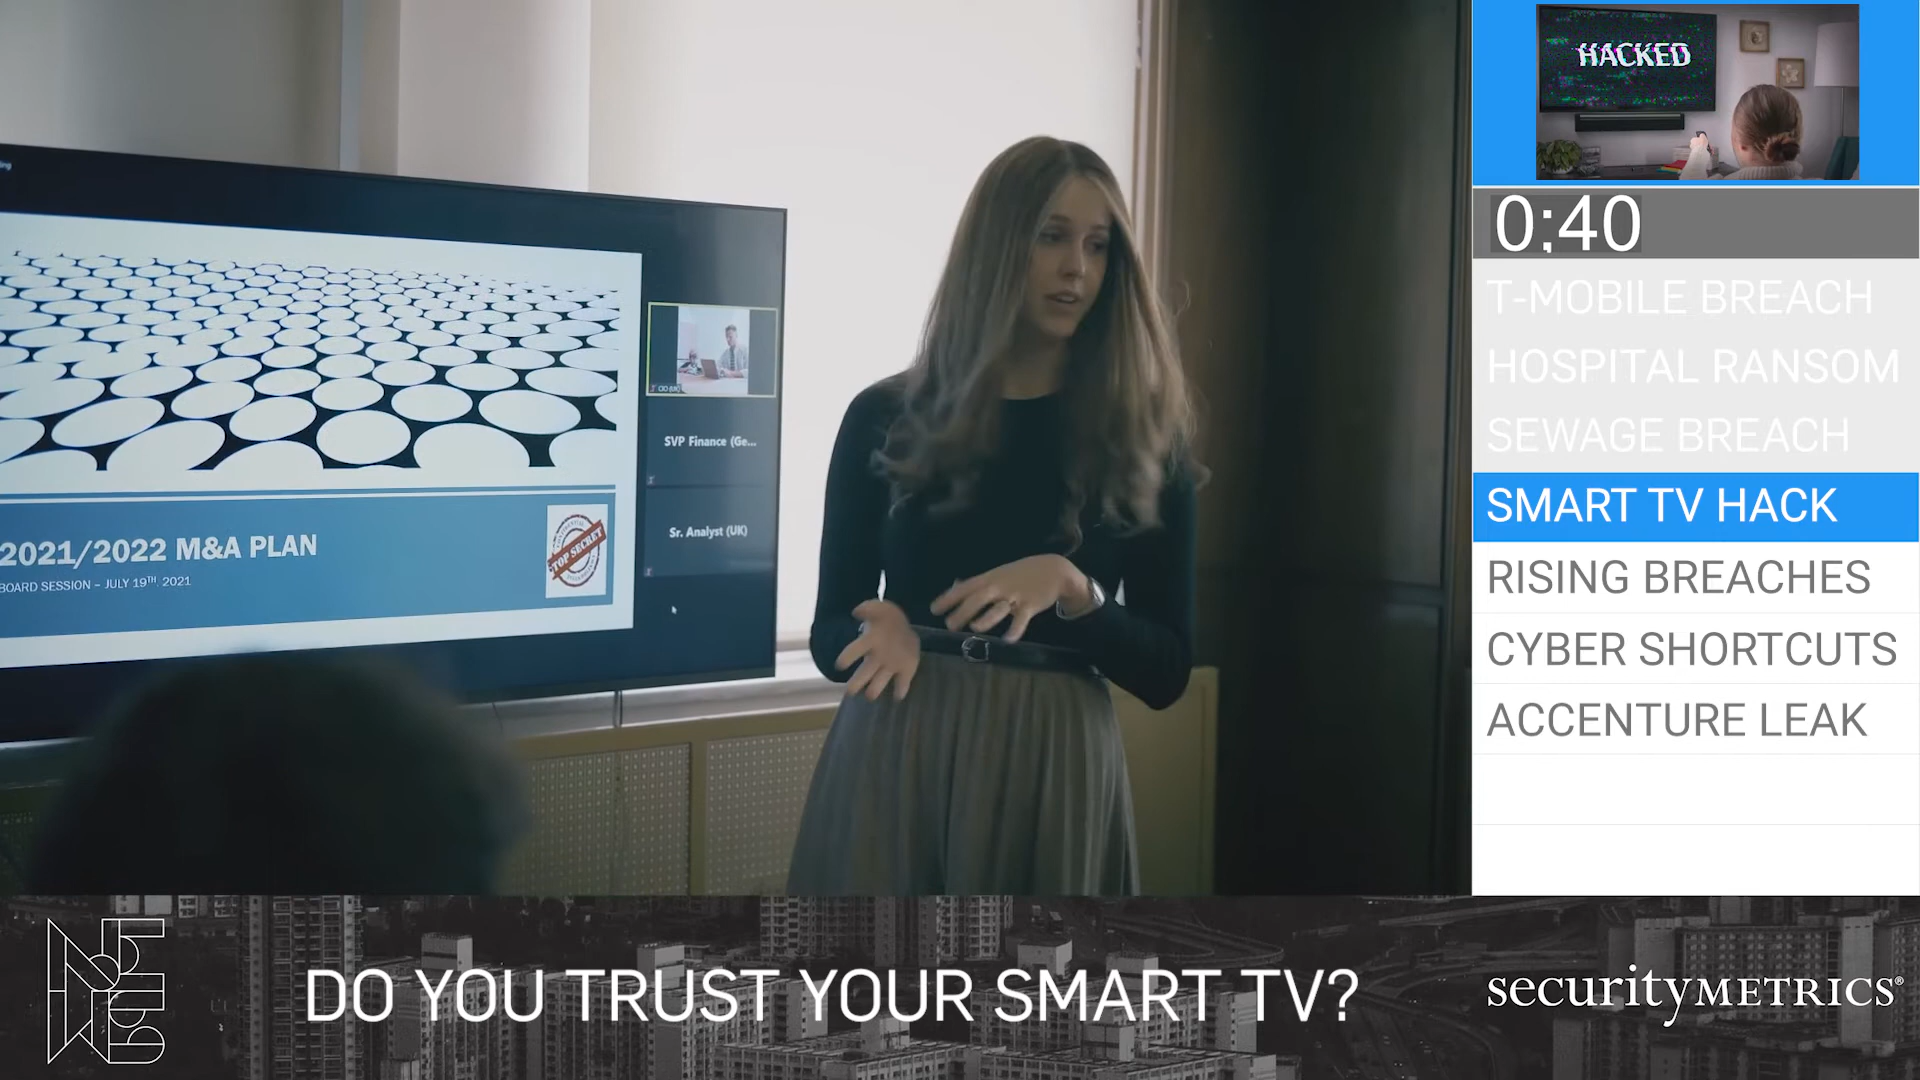 HACKED
0:40
T-MOBILE BREACH
HOSPITAL RANSOM
SEWAGE BREACH
SMART TV HACK
RISING BREACHES
CYBER SHORTCUTS
ACCENTURE LEAK
SVP Finance (Ge...
Sr. Analyst (UK)
2021/2022 M&A PLAN
BOARD SESSION – JULY 19TH, 2021
TOP SECRET
NEWS
DO YOU TRUST YOUR SMART TV?
securityMETRICS®